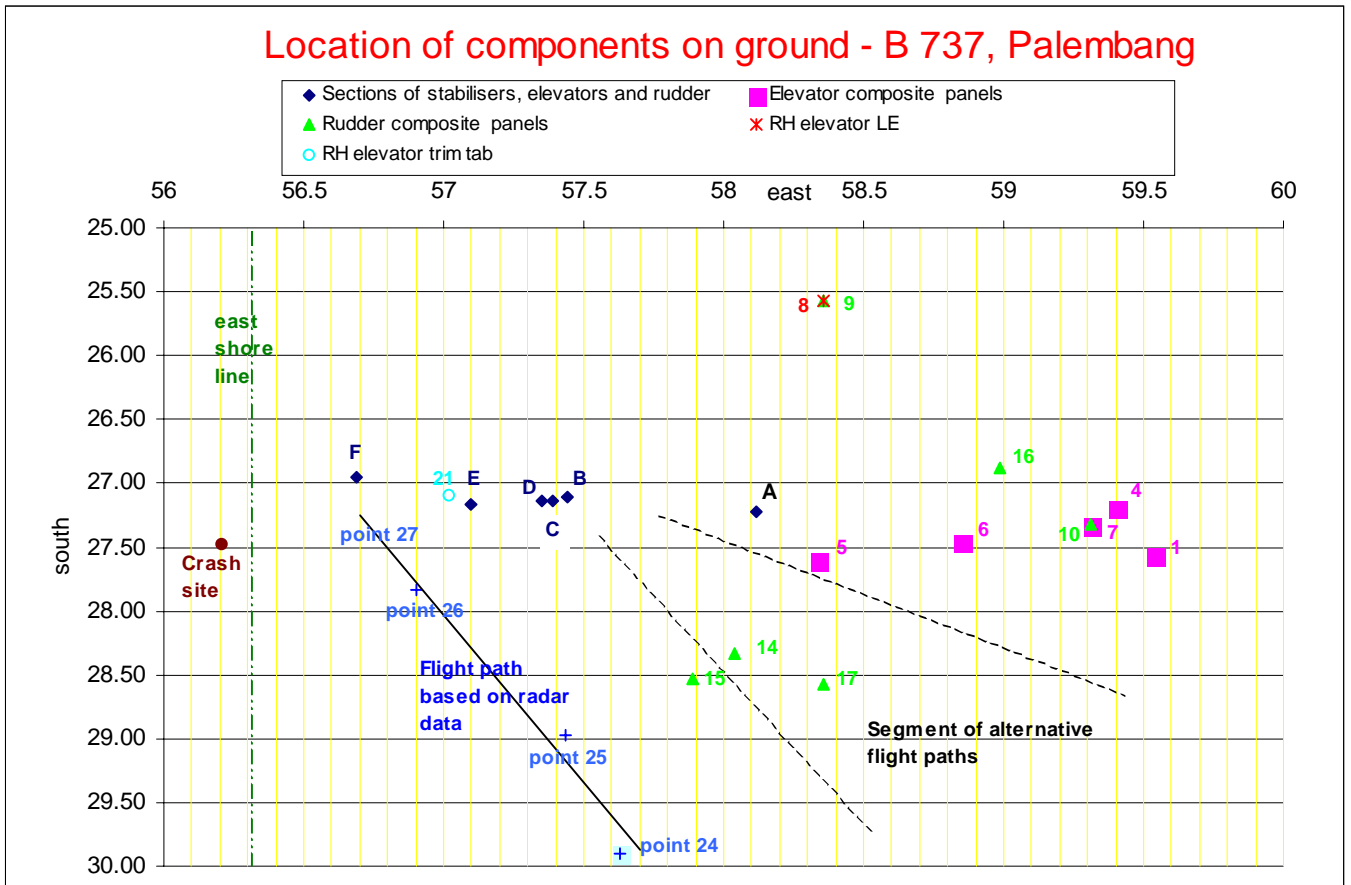 Location of components on ground - B 737, Palembang
Sections of stabilisers, elevators and rudder
Elevator composite panels
Rudder composite panels
RH elevator LE
RH elevator trim tab
56 56.5 57 57.5 58 58.5 59 59.5 60
east
25.00
25.50
26.00
26.50
27.00
27.50
28.00
28.50
29.00
29.50
30.00
south
east
shore
line
8
9
F
21
E
D
B
C
A
16
4
10
7
6
5
1
Crash
site
point 27
point 26
14
15
17
Flight path
based on radar
data
point 25
Segment of alternative
flight paths
point 24